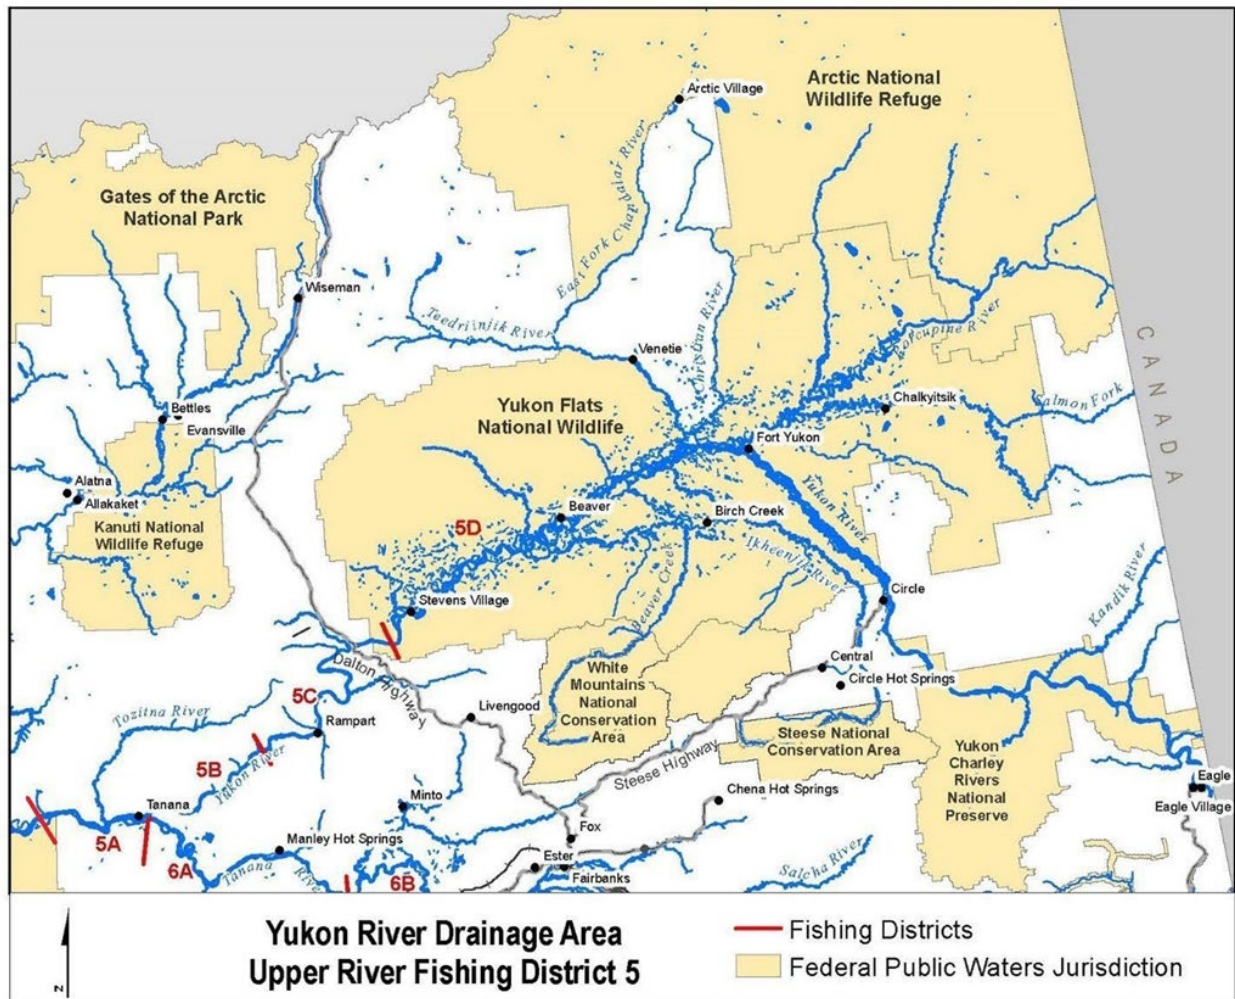 Arctic Village
Arctic National
Wildlife Refuge
Gates of the Arctic
National Park
East Fork Chandalar River
Wiseman
Teedriinjik River
Christian River
Porcupine River
Venetie
CANADA
Bettles
Evansville
Yukon Flats
National Wildlife
Chalkyitsik
Salmon Fork
Fort Yukon
Alatna
Allakaket
Kanuti National
Wildlife Refuge
5D
Beaver
Birch Creek
Yukon River
Ikheenjik River
Beaver Creek
Stevens Village
Circle
Kandik River
Dalton Highway
White
Mountains
National
Conservation
Area
Central
Circle Hot Springs
5C
Tozitna River
Rampart
Livengood
Steese National
Conservation Area
Steese Highway
Yukon
Charley
Rivers
National
Preserve
5B
Yukon River
Tanana
Minto
Chena Hot Springs
Eagle
Eagle Village
5A
6A
Manley Hot Springs
Tanana River
6B
Fox
Ester
Fairbanks
Salcha River
N
Yukon River Drainage Area
Upper River Fishing District 5
Fishing Districts
Federal Public Waters Jurisdiction